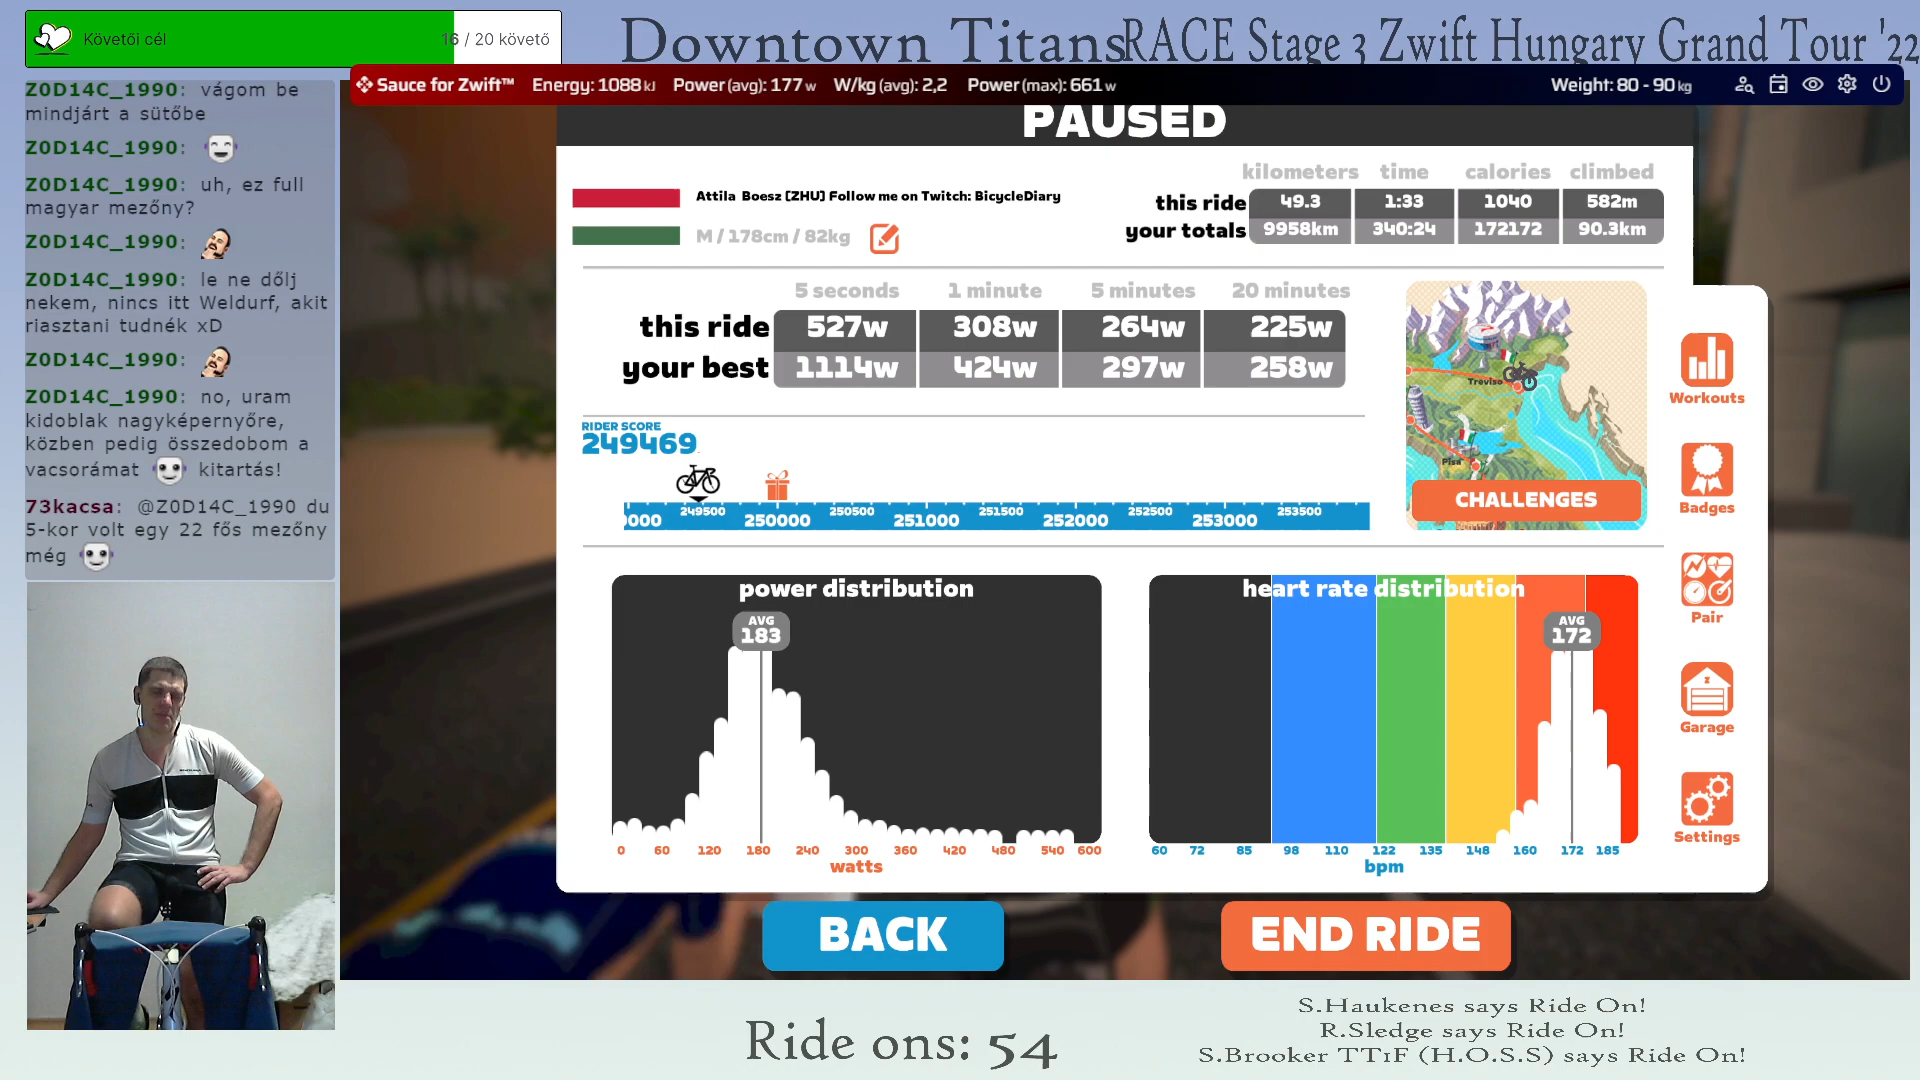 Követői cél
16 / 20 követő
Downtown Titans
RACE Stage 3 Zwift Hungary Grand Tour '22
Sauce for Zwift™ Energy: 1088 kJ Power (avg): 177 w W/kg (avg): 2,2 Power (max): 661 w Weight: 80 - 90 kg
Z0D14C_1990: vágom be
mindjárt a sütőbe
Z0D14C_1990:
Z0D14C_1990: uh, ez full
magyar mezőny?
Z0D14C_1990:
Z0D14C_1990: le ne dőlj
nekem, nincs itt Weldurf, akit
riasztani tudnék xD
Z0D14C_1990:
Z0D14C_1990: no, uram
kidoblak nagyképernyőre,
közben pedig összedobom a
vacsorámat kitartás!
73kacsa: @Z0D14C_1990 du
5-kor volt egy 22 fős mezőny
még
PAUSED
Attila Boesz [ZHU] Follow me on Twitch: BicycleDiary
M / 178cm / 82kg
kilometers time calories climbed
this ride 49.3 1:33 1040 582m
your totals 9958km 340:24 172172 90.3km
5 seconds 1 minute 5 minutes 20 minutes
this ride 527w 308w 264w 225w
your best 1114w 424w 297w 258w
Treviso
Pisa
CHALLENGES
RIDER SCORE
249469
9000 249500 250000 250500 251000 251500 252000 252500 253000 253500
power distribution
AVG
183
0 60 120 180 240 300 360 420 480 540 600
watts
heart rate distribution
AVG
172
60 72 85 98 110 122 135 148 160 172 185
bpm
Workouts
Badges
Pair
Garage
Settings
BACK
END RIDE
Ride ons: 54
S.Haukenes says Ride On!
R.Sledge says Ride On!
S.Brooker TT1F (H.O.S.S) says Ride On!